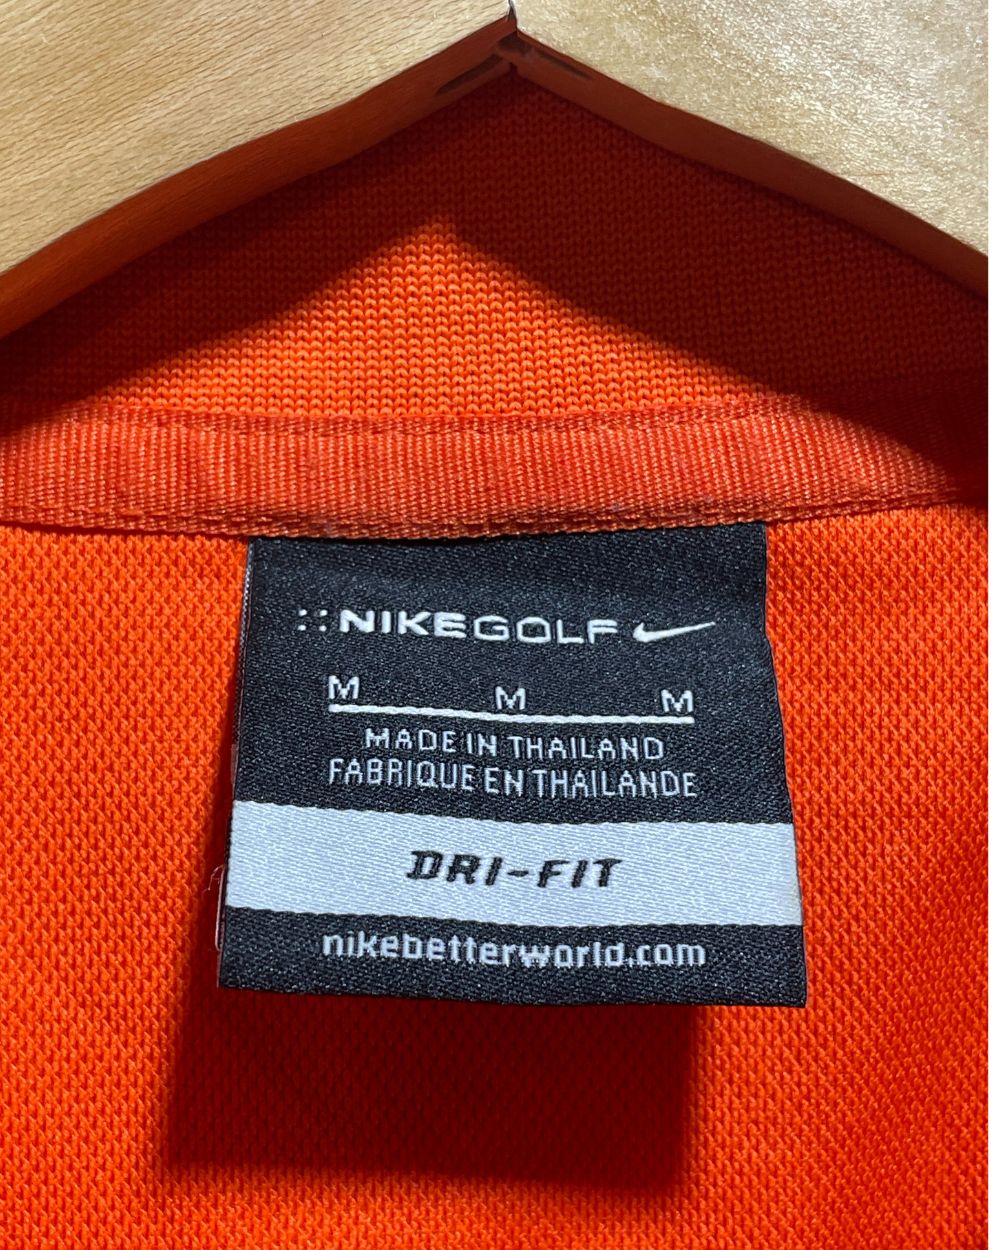 ::NIKEGOLF
M M M
MADE IN THAILAND
FABRIQUE EN THAILANDE
DRI-FIT
nikebetterworld.com